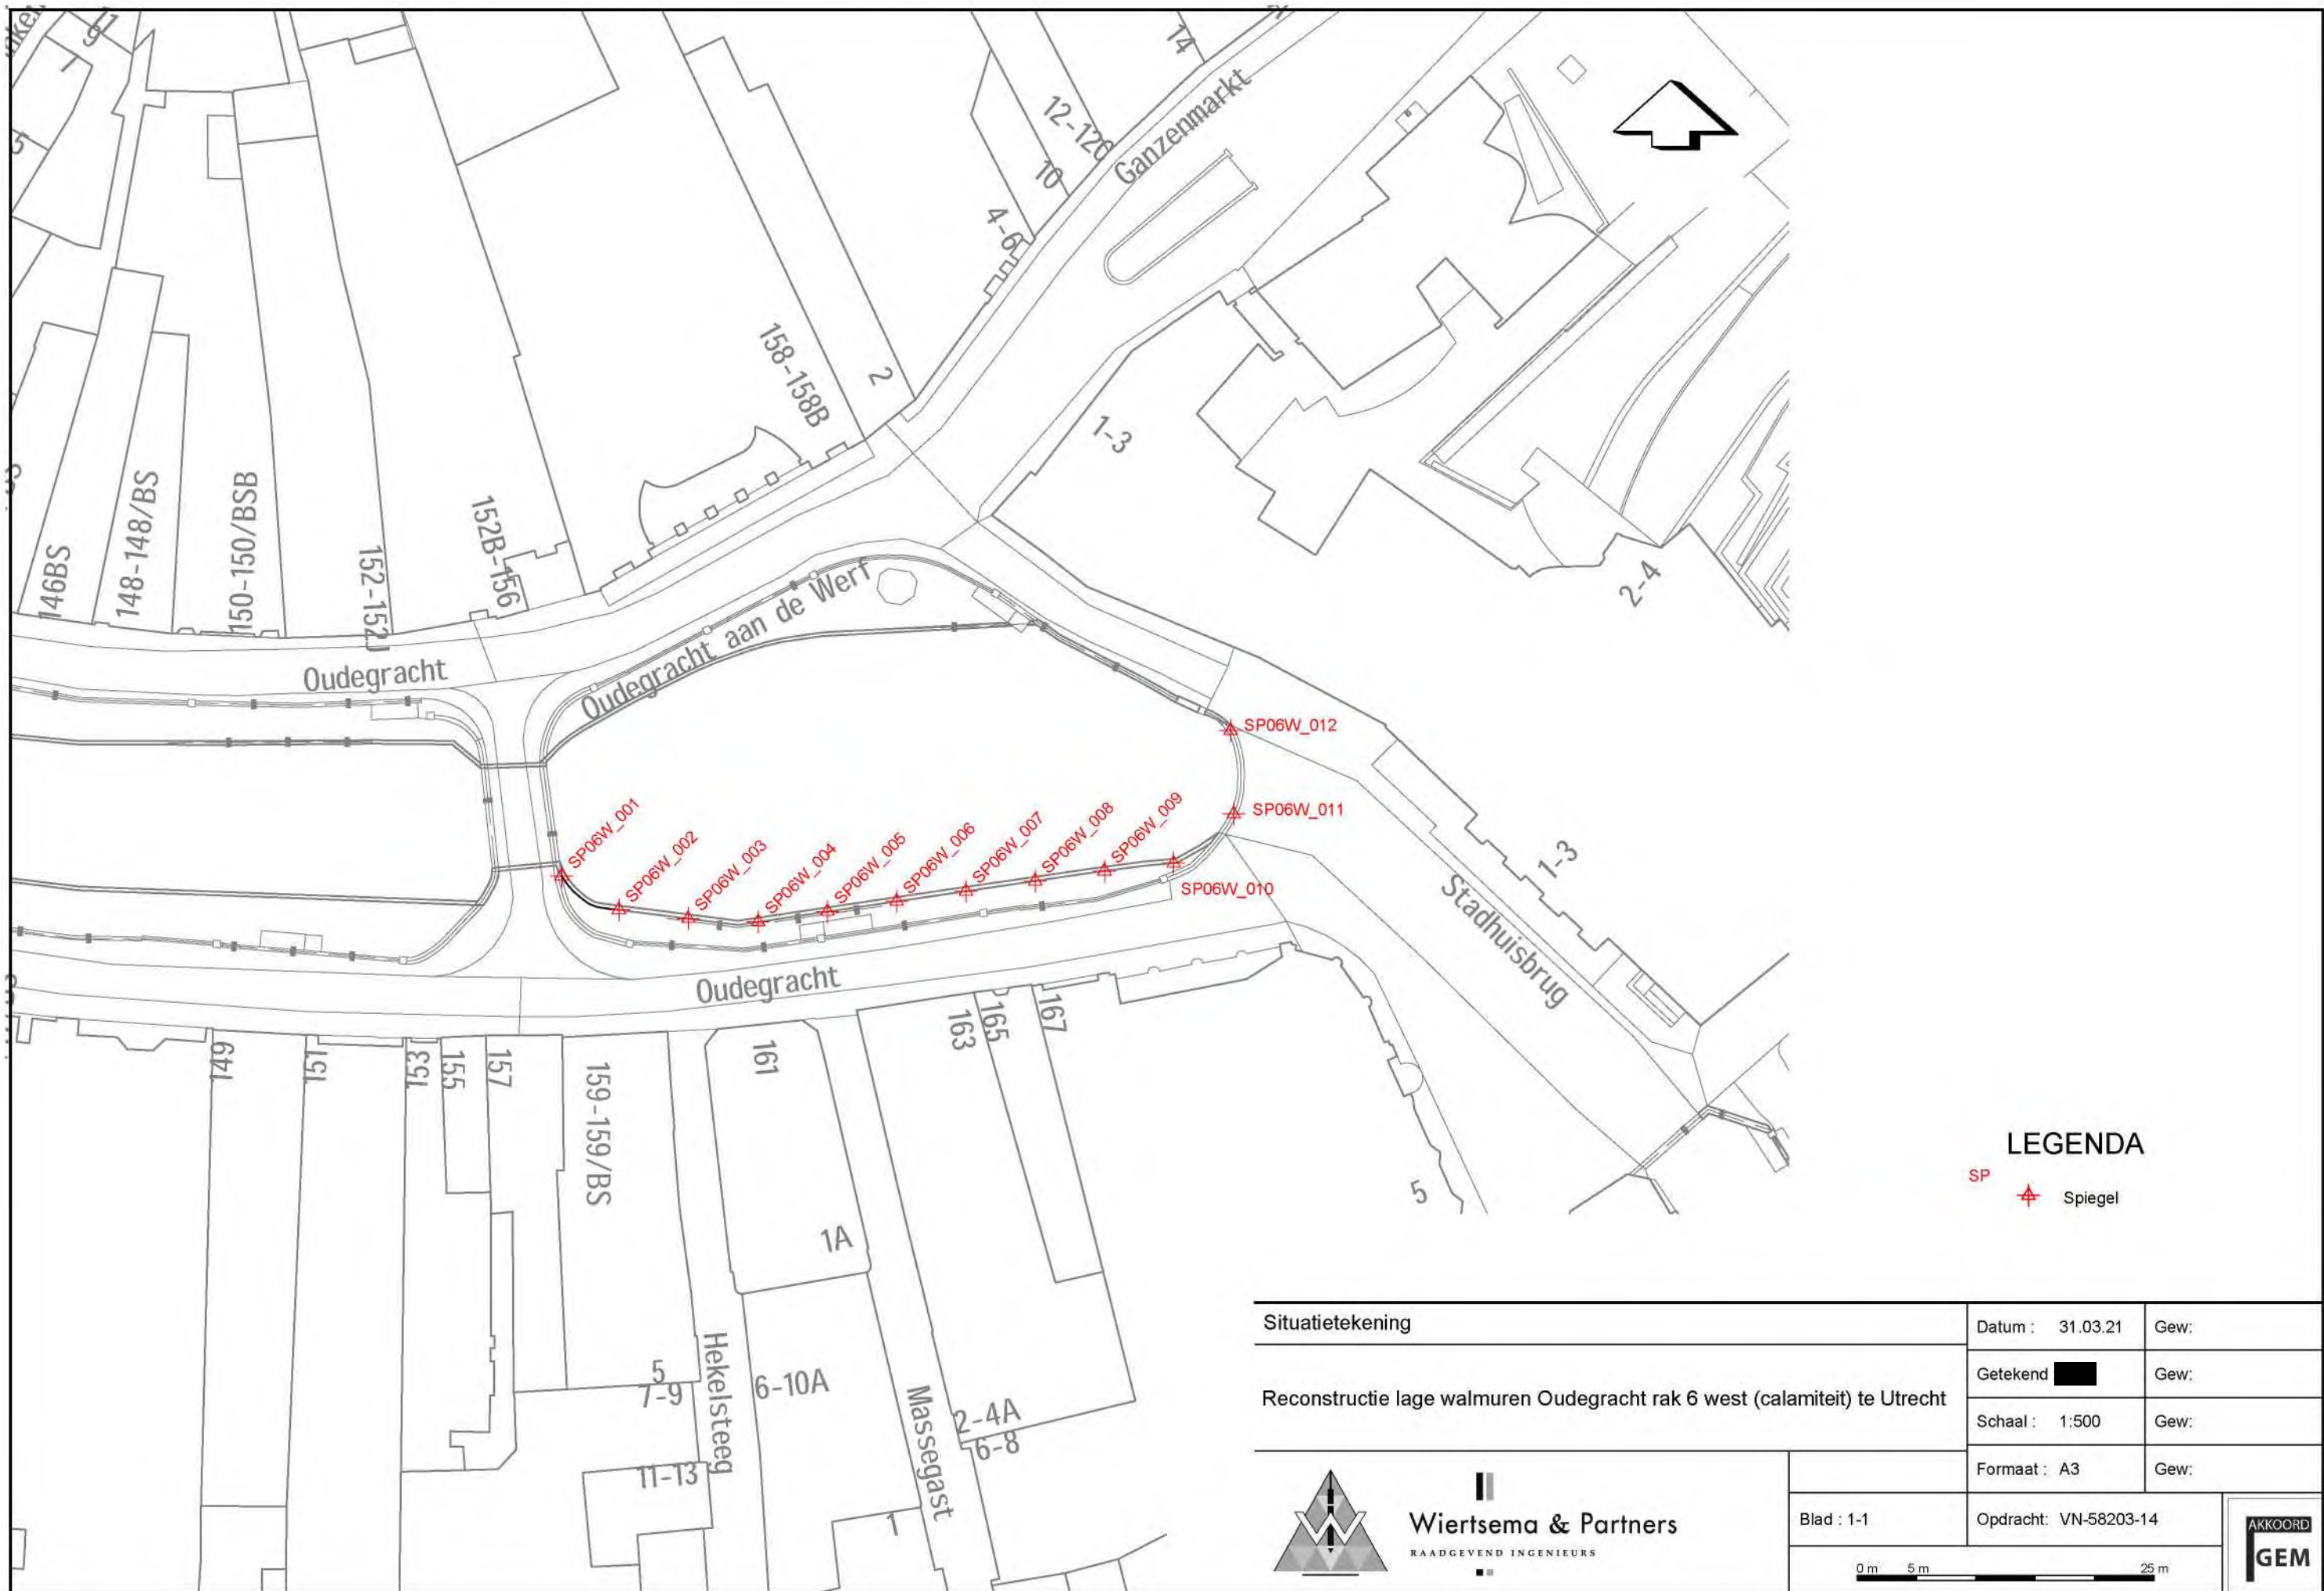 14
12-120
10
4-6
Ganzenmarkt
158-158B
2
1-3
2-4
5
146BS
148-148/BS
150-150/BSB
152-152J
152B-156
Oudegracht
Oudegracht aan de Werf
SP06W_012
SP06W_011
SP06W_001
SP06W_002
SP06W_003
SP06W_004
SP06W_005
SP06W_006
SP06W_007
SP06W_008
SP06W_009
SP06W_010
1-3
Stadhuisbrug
Oudegracht
149
151
153
155
157
159-159/BS
161
163
165
167
5
1A
Hekelsteeg
5
7-9
6-10A
Massegast
2-4A
6-8
11-13
1
LEGENDA
SP
Spiegel
Situatietekening
Datum : 31.03.21
Gew:
Reconstructie lage walmuren Oudegracht rak 6 west (calamiteit) te Utrecht
Getekend
Gew:
Schaal : 1:500
Gew:
Formaat : A3
Gew:
Wiertsema & Partners
RAADGEVEND INGENIEURS
Blad : 1-1
Opdracht: VN-58203-14
0 m 5 m 25 m
AKKOORD
GEM